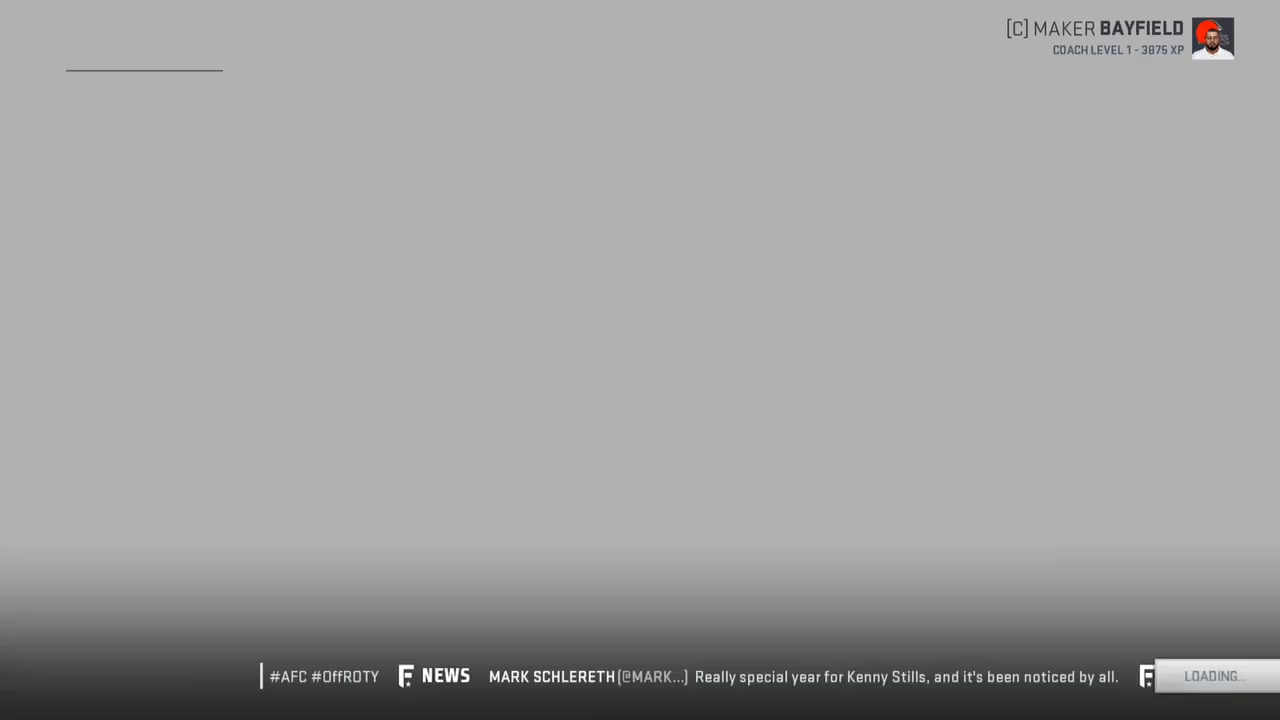 [C] MAKER BAYFIELD
COACH LEVEL 1 - 3875 XP
#AFC #OffROTY F NEWS MARK SCHLERETH (@MARK...) Really special year for Kenny Stills, and it's been noticed by all. F LOADING...